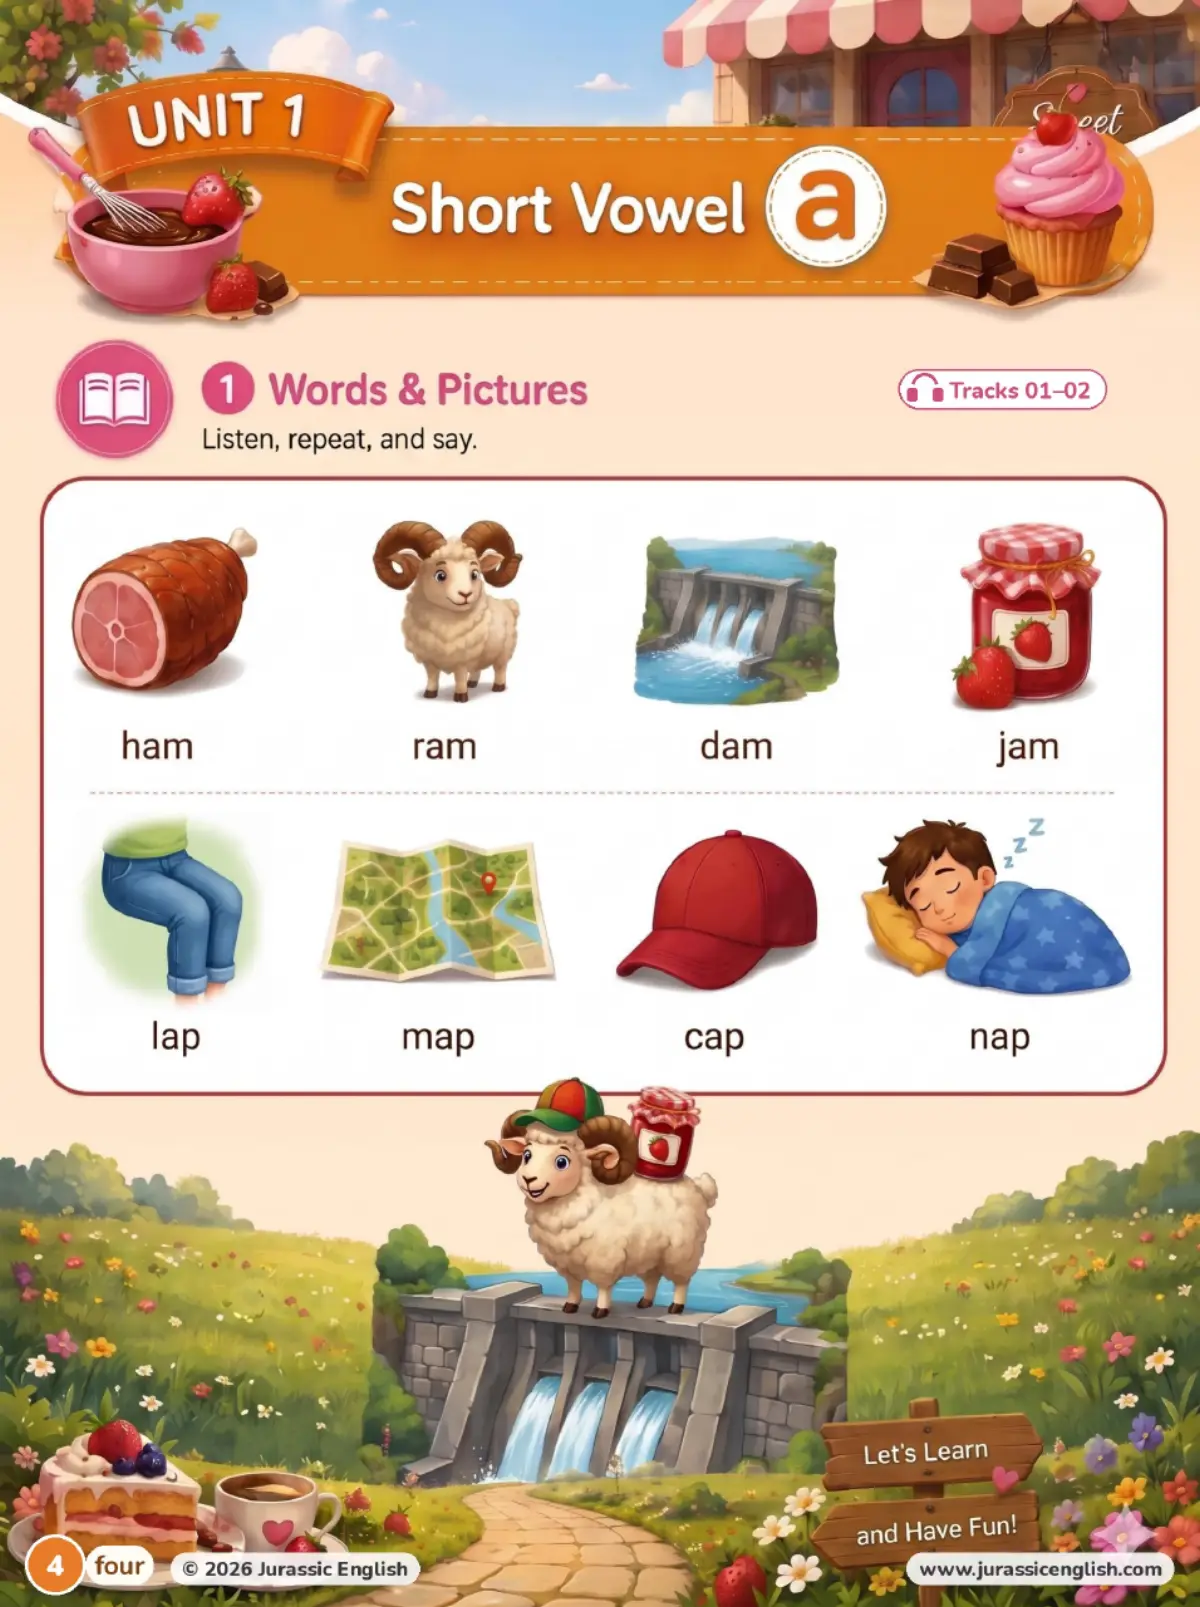 UNIT 1
Sweet
Short Vowel a
1 Words & Pictures
Tracks 01–02
Listen, repeat, and say.
ham ram dam jam
z z z
lap map cap nap
Let's Learn
and Have Fun!
4 four © 2026 Jurassic English www.jurassicenglish.com